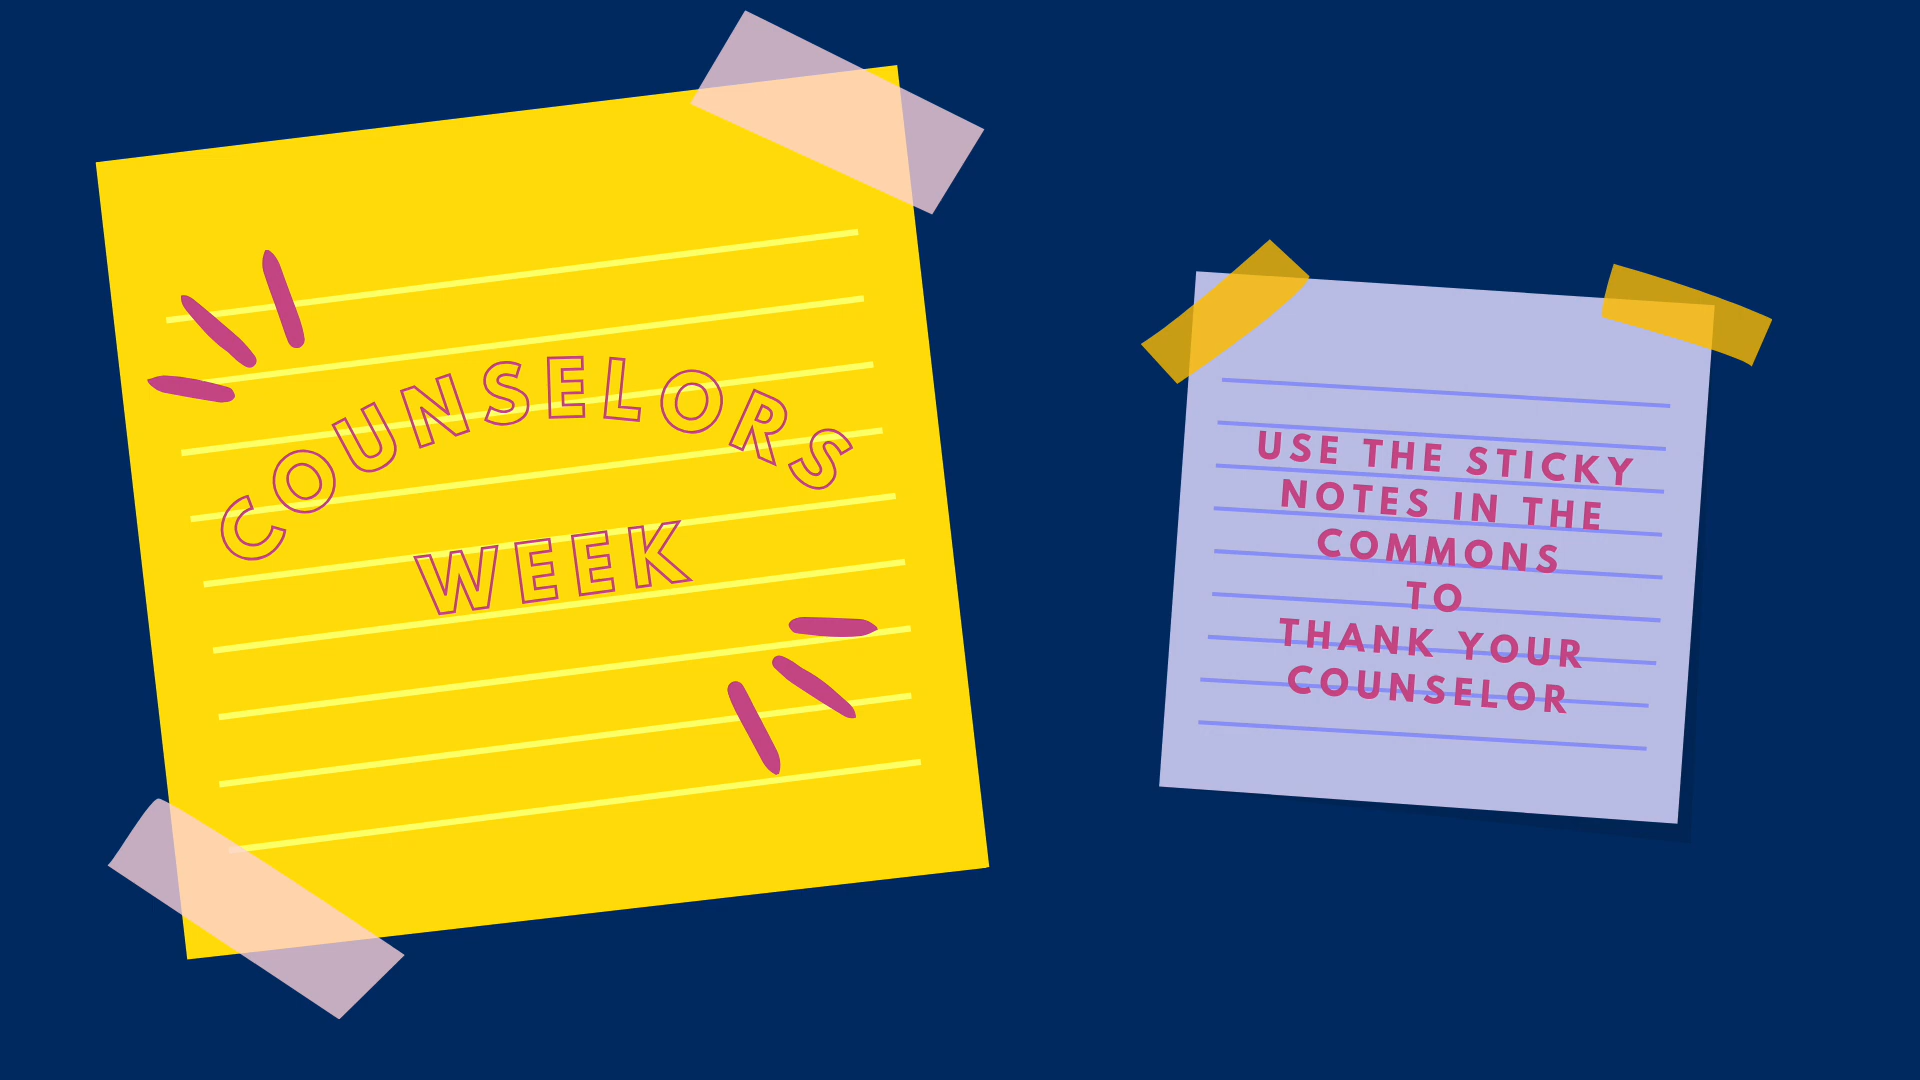 COUNSELORS
WEEK
USE THE STICKY
NOTES IN THE
COMMONS
TO
THANK YOUR
COUNSELOR